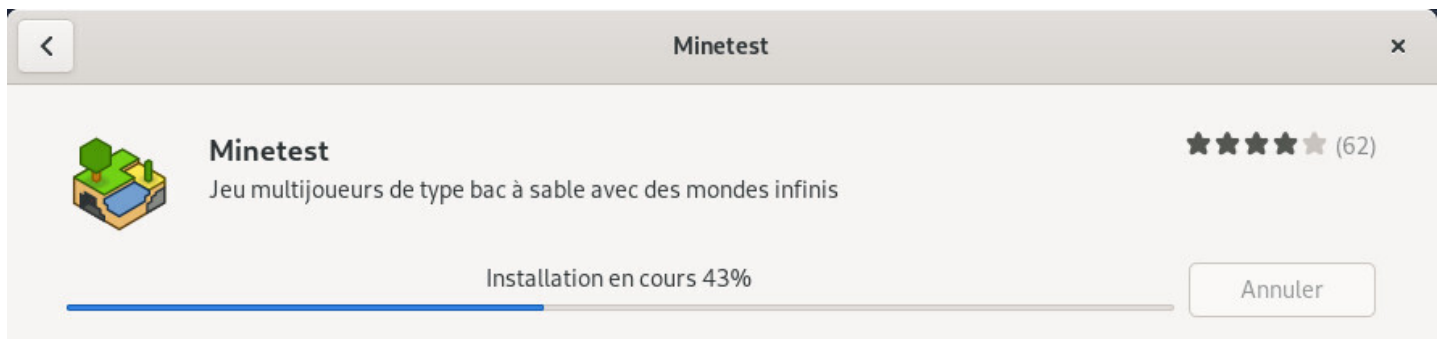 Minetest
Minetest
(62)
Jeu multijoueurs de type bac à sable avec des mondes infinis
Installation en cours 43%
Annuler